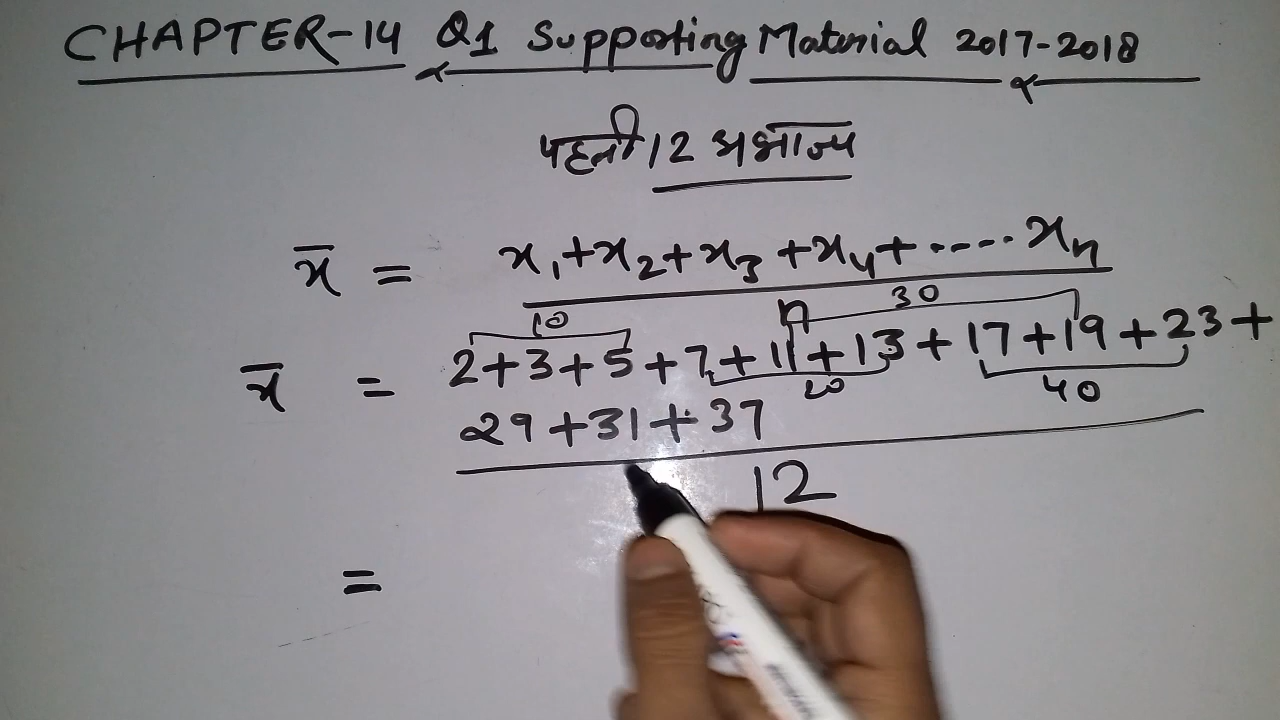 CHAPTER-14 Q1 Supporting Material 2017-2018
पहली 12 अभाज्य
x̄ = x₁+x₂+x₃+x₄+.....xₙ
n
10 30
x̄ = 2+3+5+7+11+13+17+19+23+
20 40
29+31+37
12
=